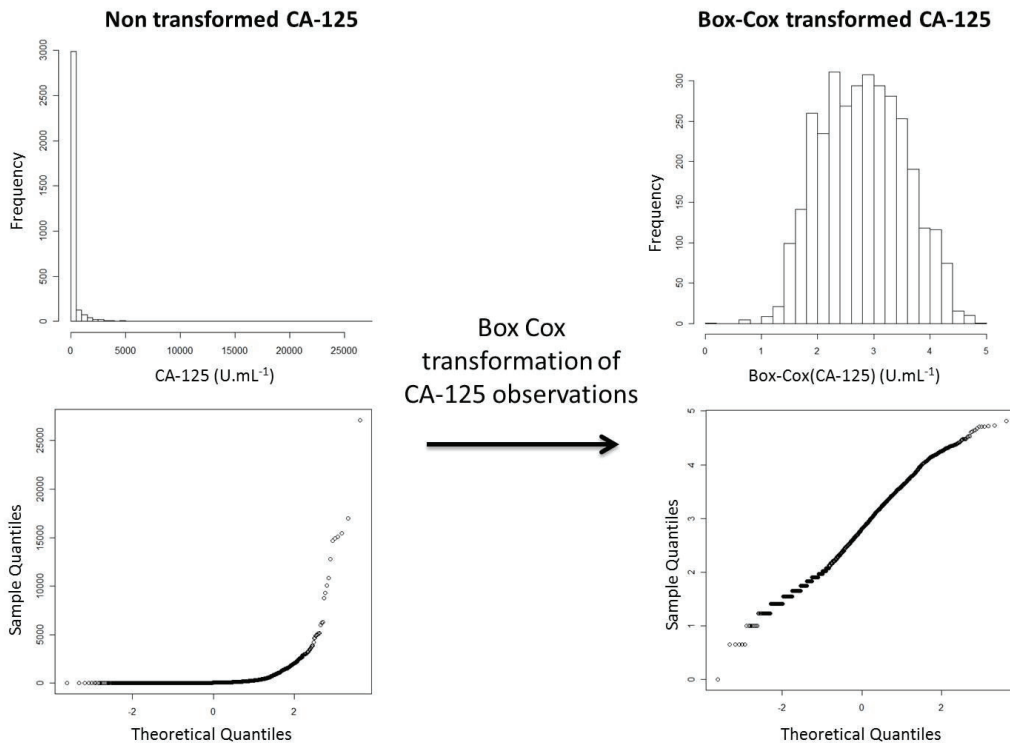 Non transformed CA-125
Box-Cox transformed CA-125
Frequency
0
500
1000
1500
2000
2500
3000
0 5000 10000 15000 20000 25000
CA-125 (U.mL-1)
Frequency
0
50
100
150
200
250
300
0 1 2 3 4 5
Box-Cox(CA-125) (U.mL-1)
Box Cox
transformation of
CA-125 observations
Sample Quantiles
0
5000
10000
15000
20000
25000
-2 0 2
Theoretical Quantiles
Sample Quantiles
0
1
2
3
4
5
-2 0 2
Theoretical Quantiles